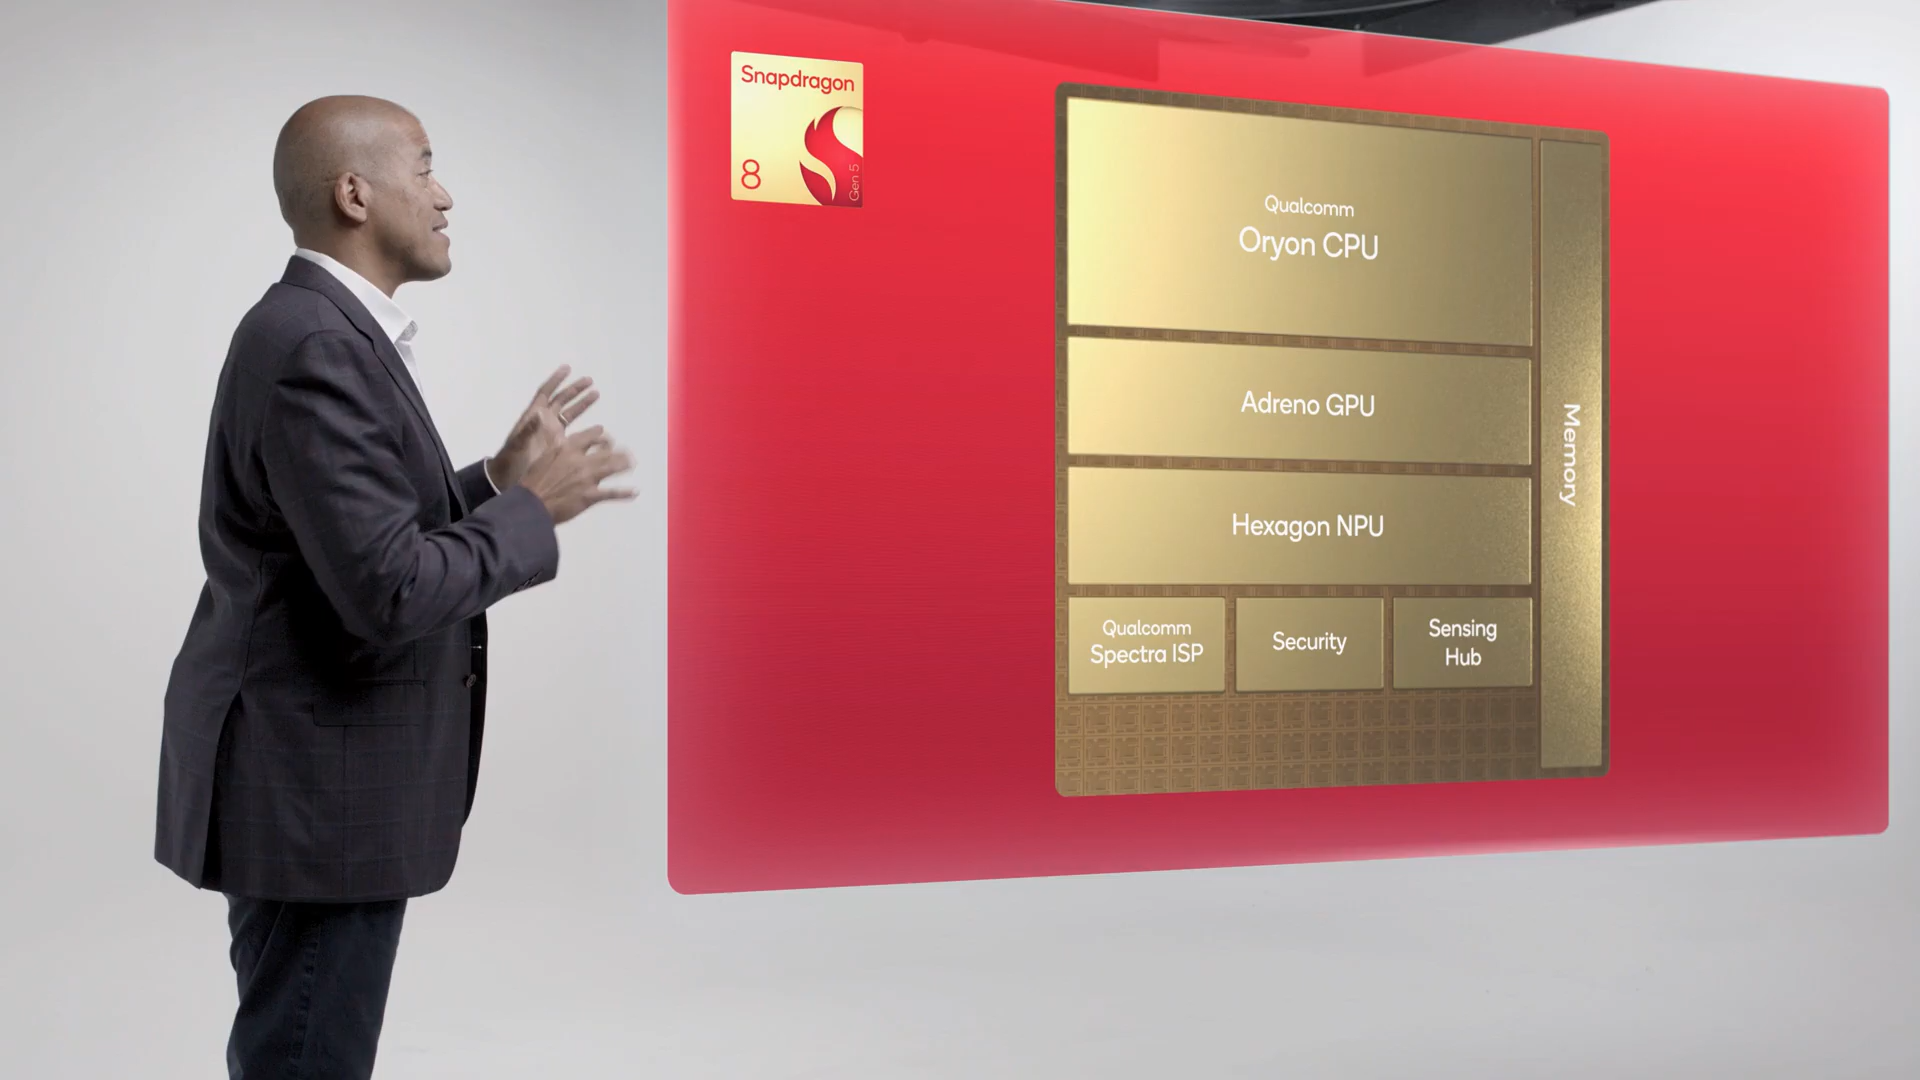 Snapdragon
8
Gen 5
Qualcomm
Oryon CPU
Adreno GPU
Hexagon NPU
Qualcomm
Spectra ISP
Security
Sensing
Hub
Memory